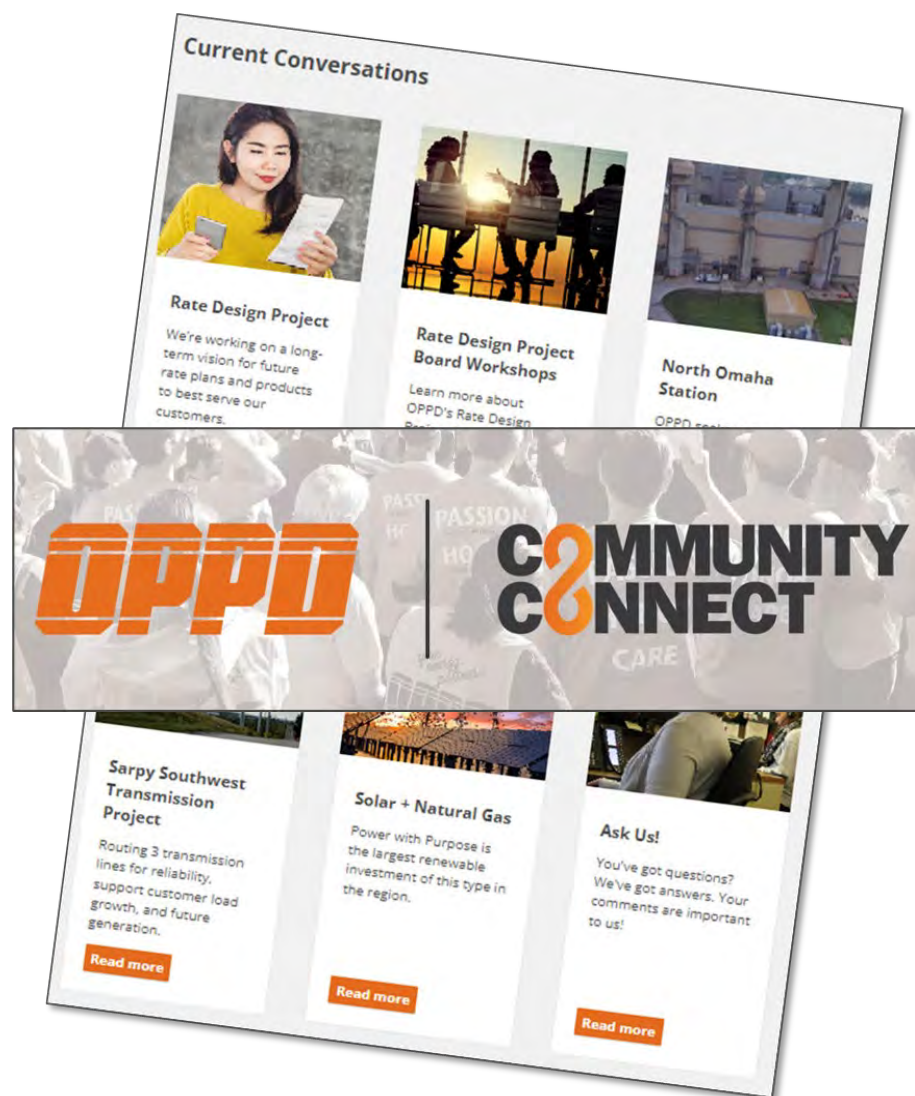 Current Conversations
Rate Design Project
We're working on a long-
term vision for future
rate plans and products
to best serve our
customers.
Rate Design Project
Board Workshops
Learn more about
OPPD's Rate Design
North Omaha
Station
OPPD
PASSION
HO
CARE
OPPD
COMMUNITY
CONNECT
Sarpy Southwest
Transmission
Project
Routing 3 transmission
lines for reliability,
support customer load
growth, and future
generation.
Read more
Solar + Natural Gas
Power with Purpose is
the largest renewable
investment of this type in
the region.
Read more
Ask Us!
You've got questions?
We've got answers. Your
comments are important
to us!
Read more